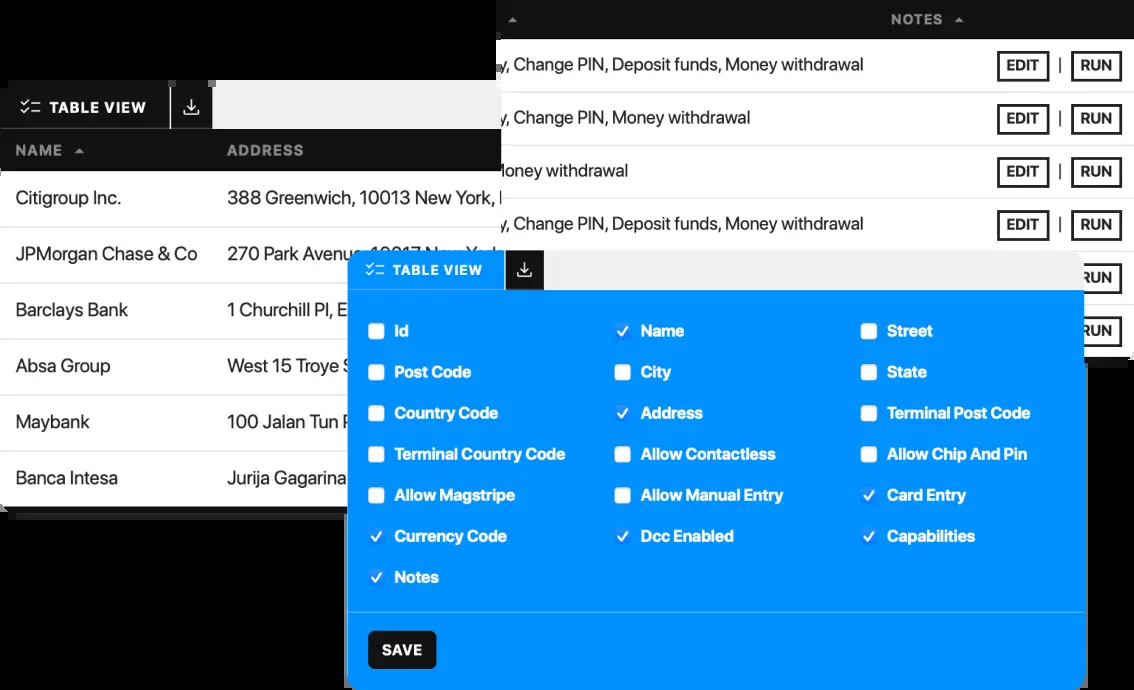 NOTES
y, Change PIN, Deposit funds, Money withdrawal EDIT | RUN
y, Change PIN, Money withdrawal EDIT | RUN
Money withdrawal EDIT | RUN
y, Change PIN, Deposit funds, Money withdrawal EDIT | RUN
RUN
RUN
TABLE VIEW
NAME ADDRESS
Citigroup Inc. 388 Greenwich, 10013 New York,
JPMorgan Chase & Co 270 Park Avenue, 10017 New York
Barclays Bank 1 Churchill Pl, E
Absa Group West 15 Troye S
Maybank 100 Jalan Tun P
Banca Intesa Jurija Gagarina
TABLE VIEW
Id Name Street
Post Code City State
Country Code Address Terminal Post Code
Terminal Country Code Allow Contactless Allow Chip And Pin
Allow Magstripe Allow Manual Entry Card Entry
Currency Code Dcc Enabled Capabilities
Notes
SAVE